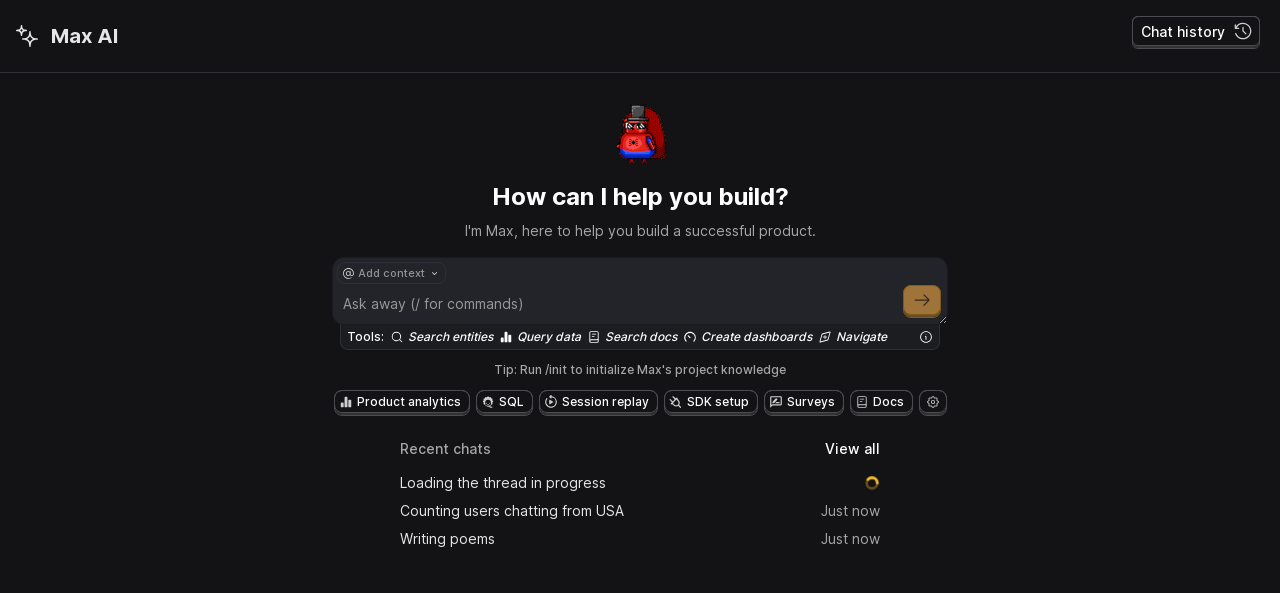 Max AI
Chat history
How can I help you build?
I'm Max, here to help you build a successful product.
@ Add context
Ask away (/ for commands)
Tools: Search entities Query data Search docs Create dashboards Navigate
Tip: Run /init to initialize Max's project knowledge
Product analytics SQL Session replay SDK setup Surveys Docs
Recent chats View all
Loading the thread in progress
Counting users chatting from USA Just now
Writing poems Just now